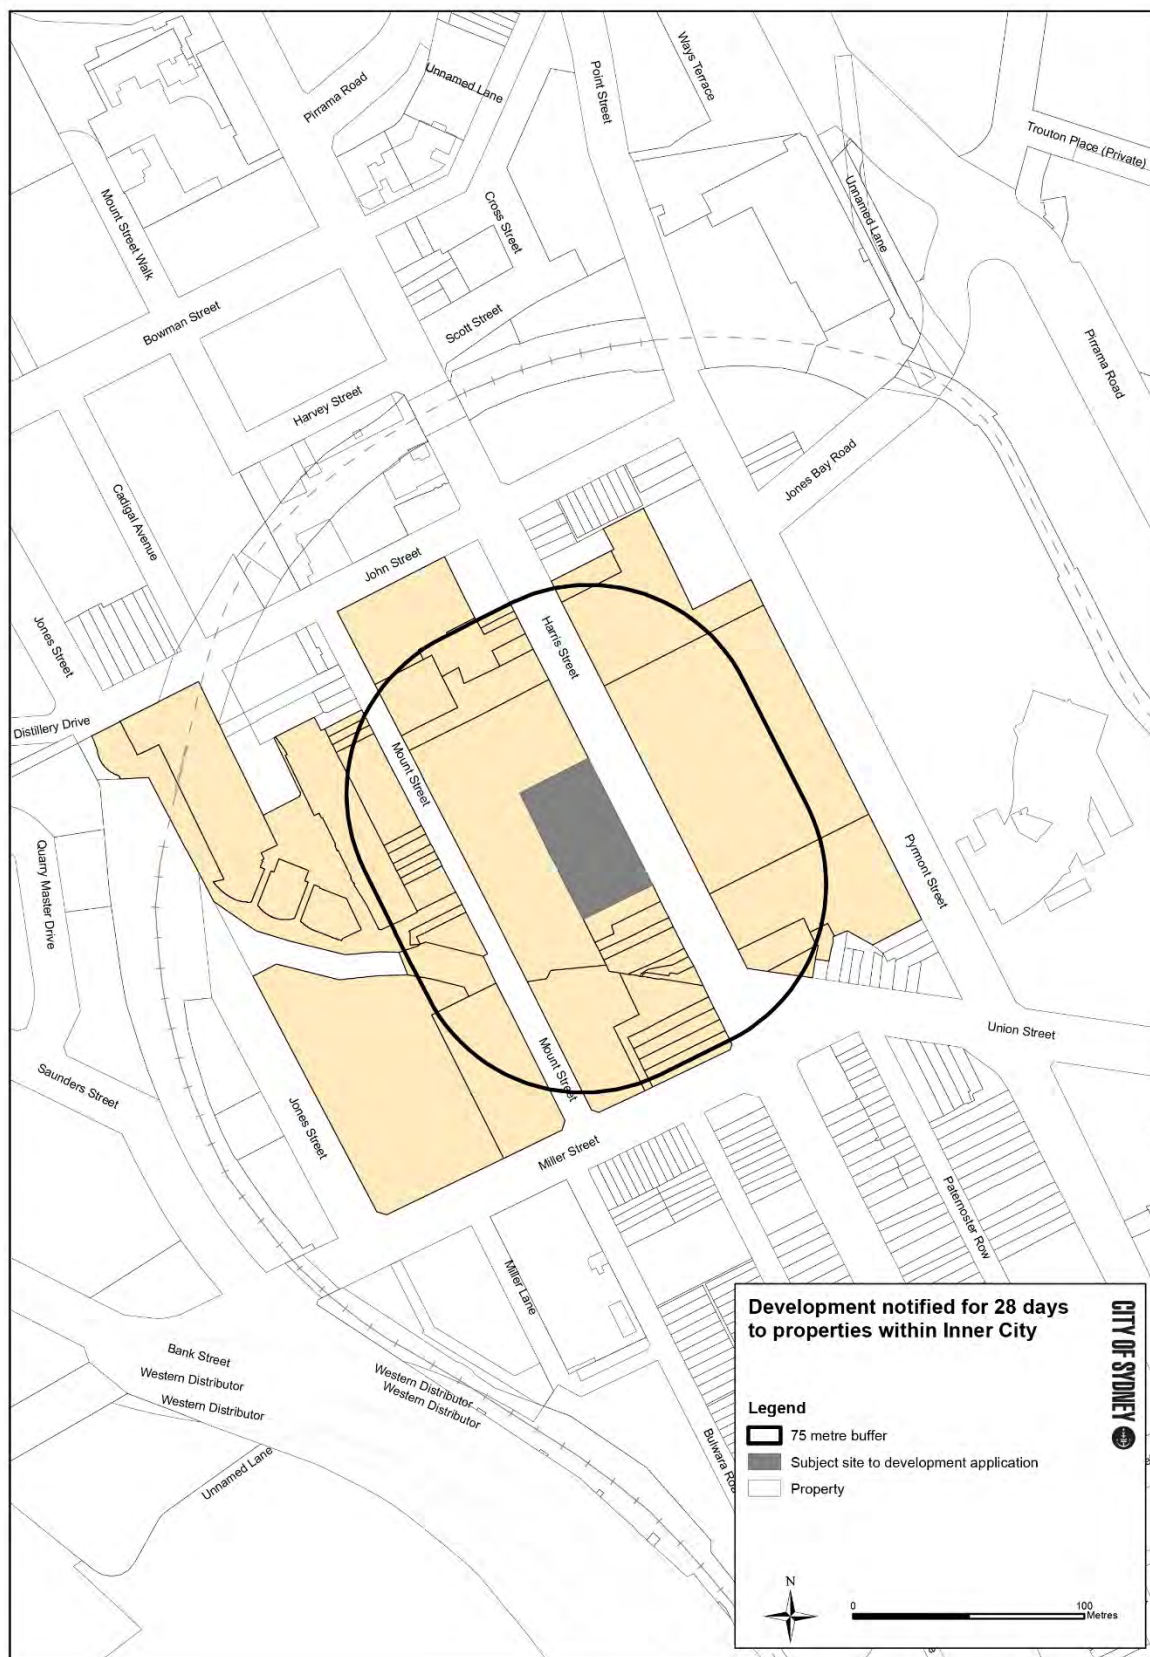 Pirrama Road
Unnamed Lane
Point Street
Ways Terrace
Trouton Place (Private)
Unnamed Lane
Mount Street Walk
Cross Street
Bowman Street
Scott Street
Pirrama Road
Harvey Street
Jones Bay Road
Cadigal Avenue
John Street
Jones Street
Harris Street
Distillery Drive
Mount Street
Quarry Master Drive
Pyrmont Street
Union Street
Mount Street
Saunders Street
Jones Street
Miller Street
Paternoster Row
Miller Lane
Bank Street
Western Distributor
Western Distributor
Western Distributor
Western Distributor
Unnamed Lane
Bulwara Roa
Development notified for 28 days
to properties within Inner City
CITY OF SYDNEY
Legend
75 metre buffer
Subject site to development application
Property
N
0 100
Metres